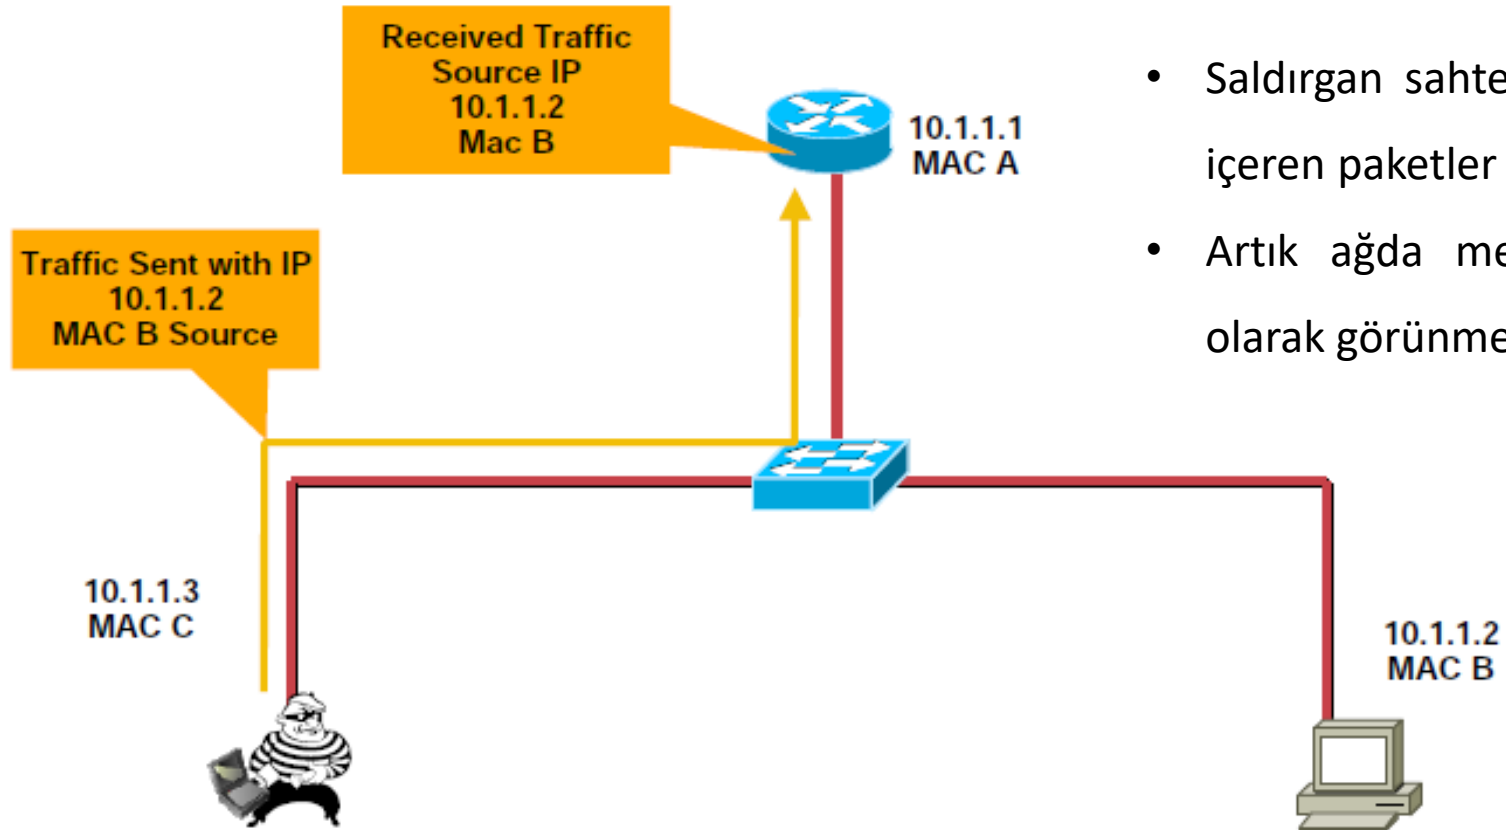 Received Traffic
Source IP
10.1.1.2
Mac B
10.1.1.1
MAC A
• Saldırgan sahte
içeren paketler
• Artık ağda
olarak
Traffic Sent with IP
10.1.1.2
MAC B Source
10.1.1.3
MAC C
10.1.1.2
MAC B